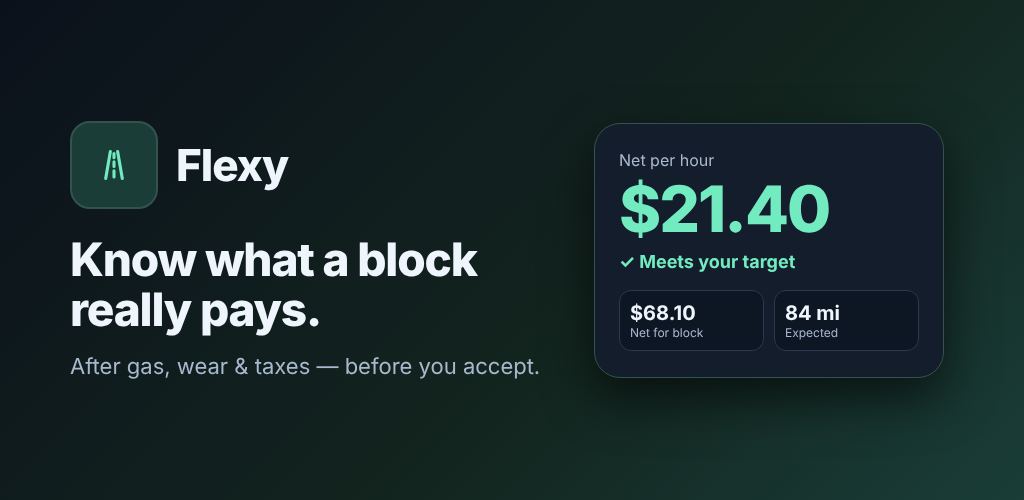 Flexy
Know what a block
really pays.
After gas, wear & taxes — before you accept.
Net per hour
$21.40
✓ Meets your target
$68.10
Net for block
84 mi
Expected